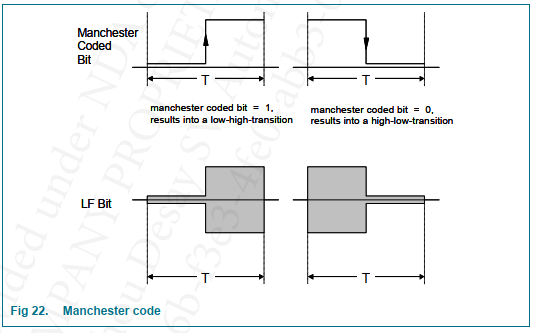 Manchester
Coded
Bit
T
T
manchester coded bit = 1,
results into a low-high-transition
manchester coded bit = 0,
results into a high-low-transition
LF Bit
T
T
Fig 22. Manchester code